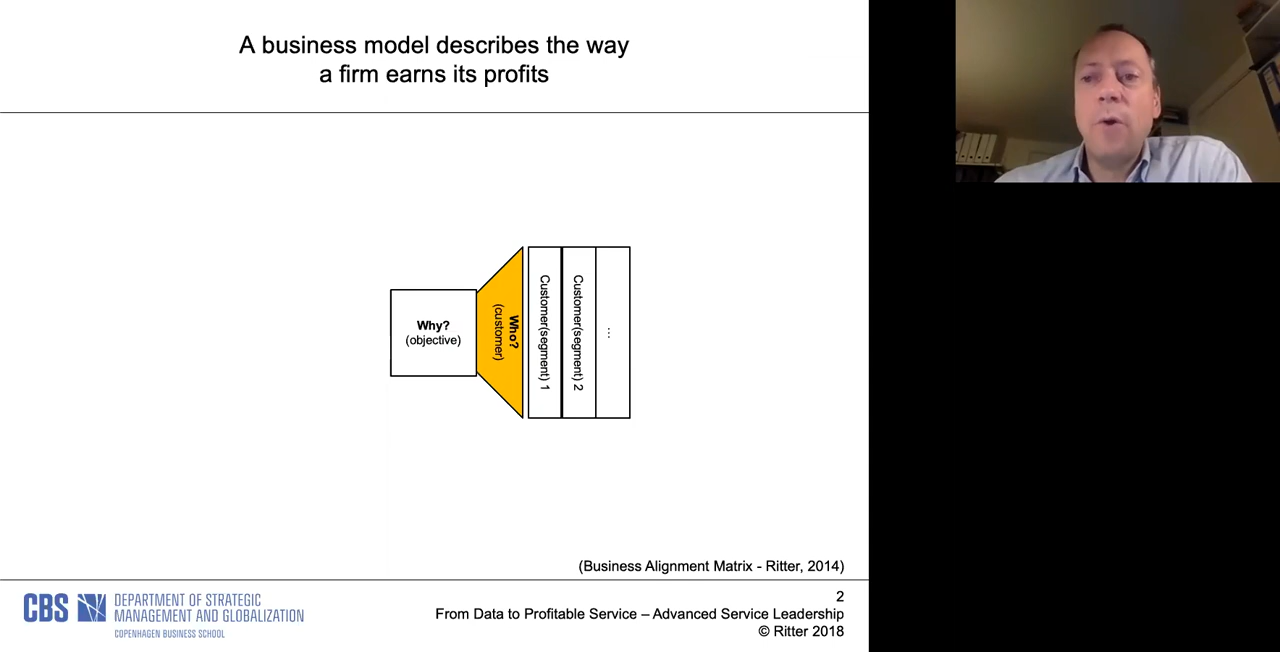 A business model describes the way
a firm earns its profits
Why?
(objective)
Who?
(customer)
Customer(segment) 1
Customer(segment) 2
...
(Business Alignment Matrix - Ritter, 2014)
CBS
DEPARTMENT OF STRATEGIC
MANAGEMENT AND GLOBALIZATION
COPENHAGEN BUSINESS SCHOOL
2
From Data to Profitable Service – Advanced Service Leadership
© Ritter 2018